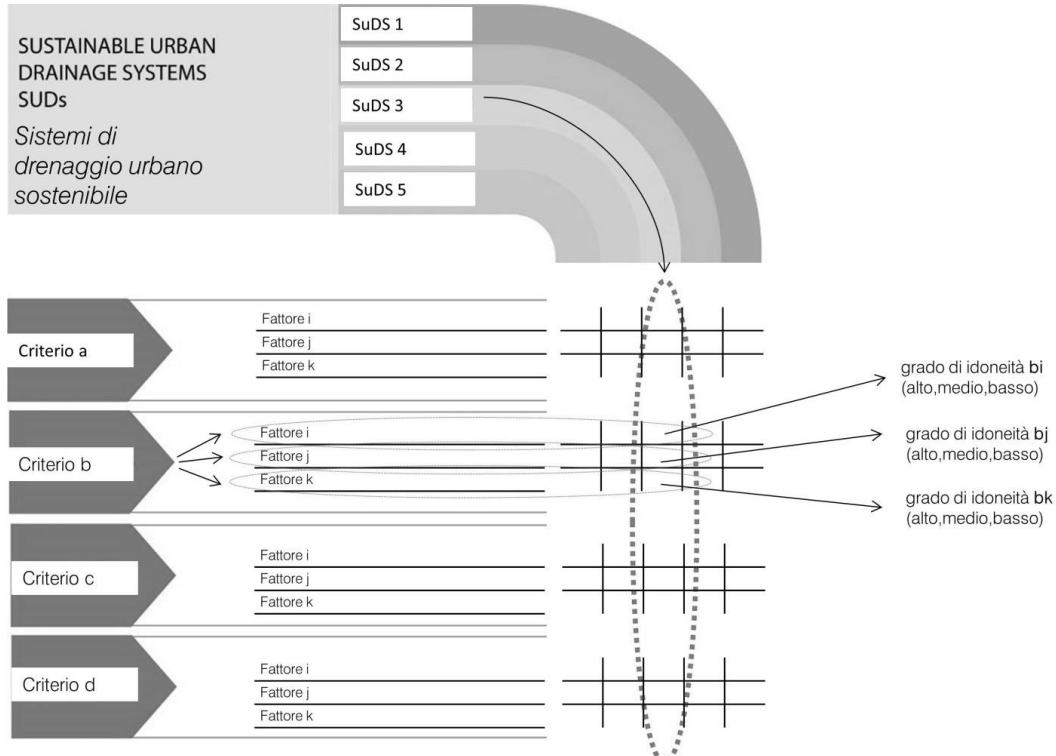 SUSTAINABLE URBAN
DRAINAGE SYSTEMS
SUDs
Sistemi di
drenaggio urbano
sostenibile
SuDS 1
SuDS 2
SuDS 3
SuDS 4
SuDS 5
Criterio a
Fattore i
Fattore j
Fattore k
Criterio b
Fattore i
Fattore j
Fattore k
grado di idoneità bi
(alto,medio,basso)
grado di idoneità bj
(alto,medio,basso)
grado di idoneità bk
(alto,medio,basso)
Criterio c
Fattore i
Fattore j
Fattore k
Criterio d
Fattore i
Fattore j
Fattore k